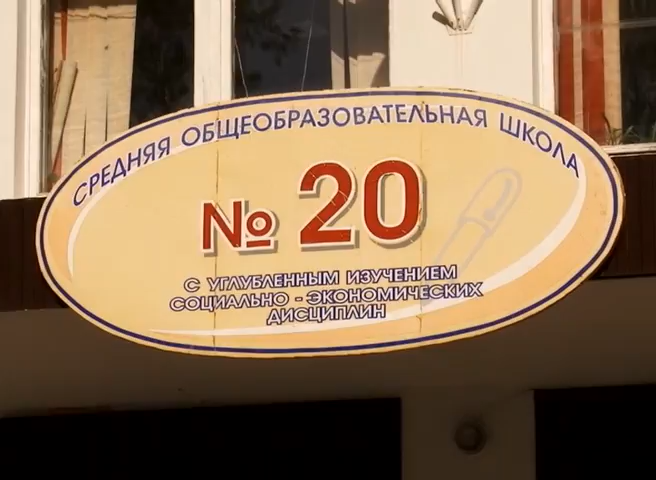 СРЕДНЯЯ ОБЩЕОБРАЗОВАТЕЛЬНАЯ ШКОЛА
№ 20
С УГЛУБЛЕННЫМ ИЗУЧЕНИЕМ
СОЦИАЛЬНО - ЭКОНОМИЧЕСКИХ
ДИСЦИПЛИН